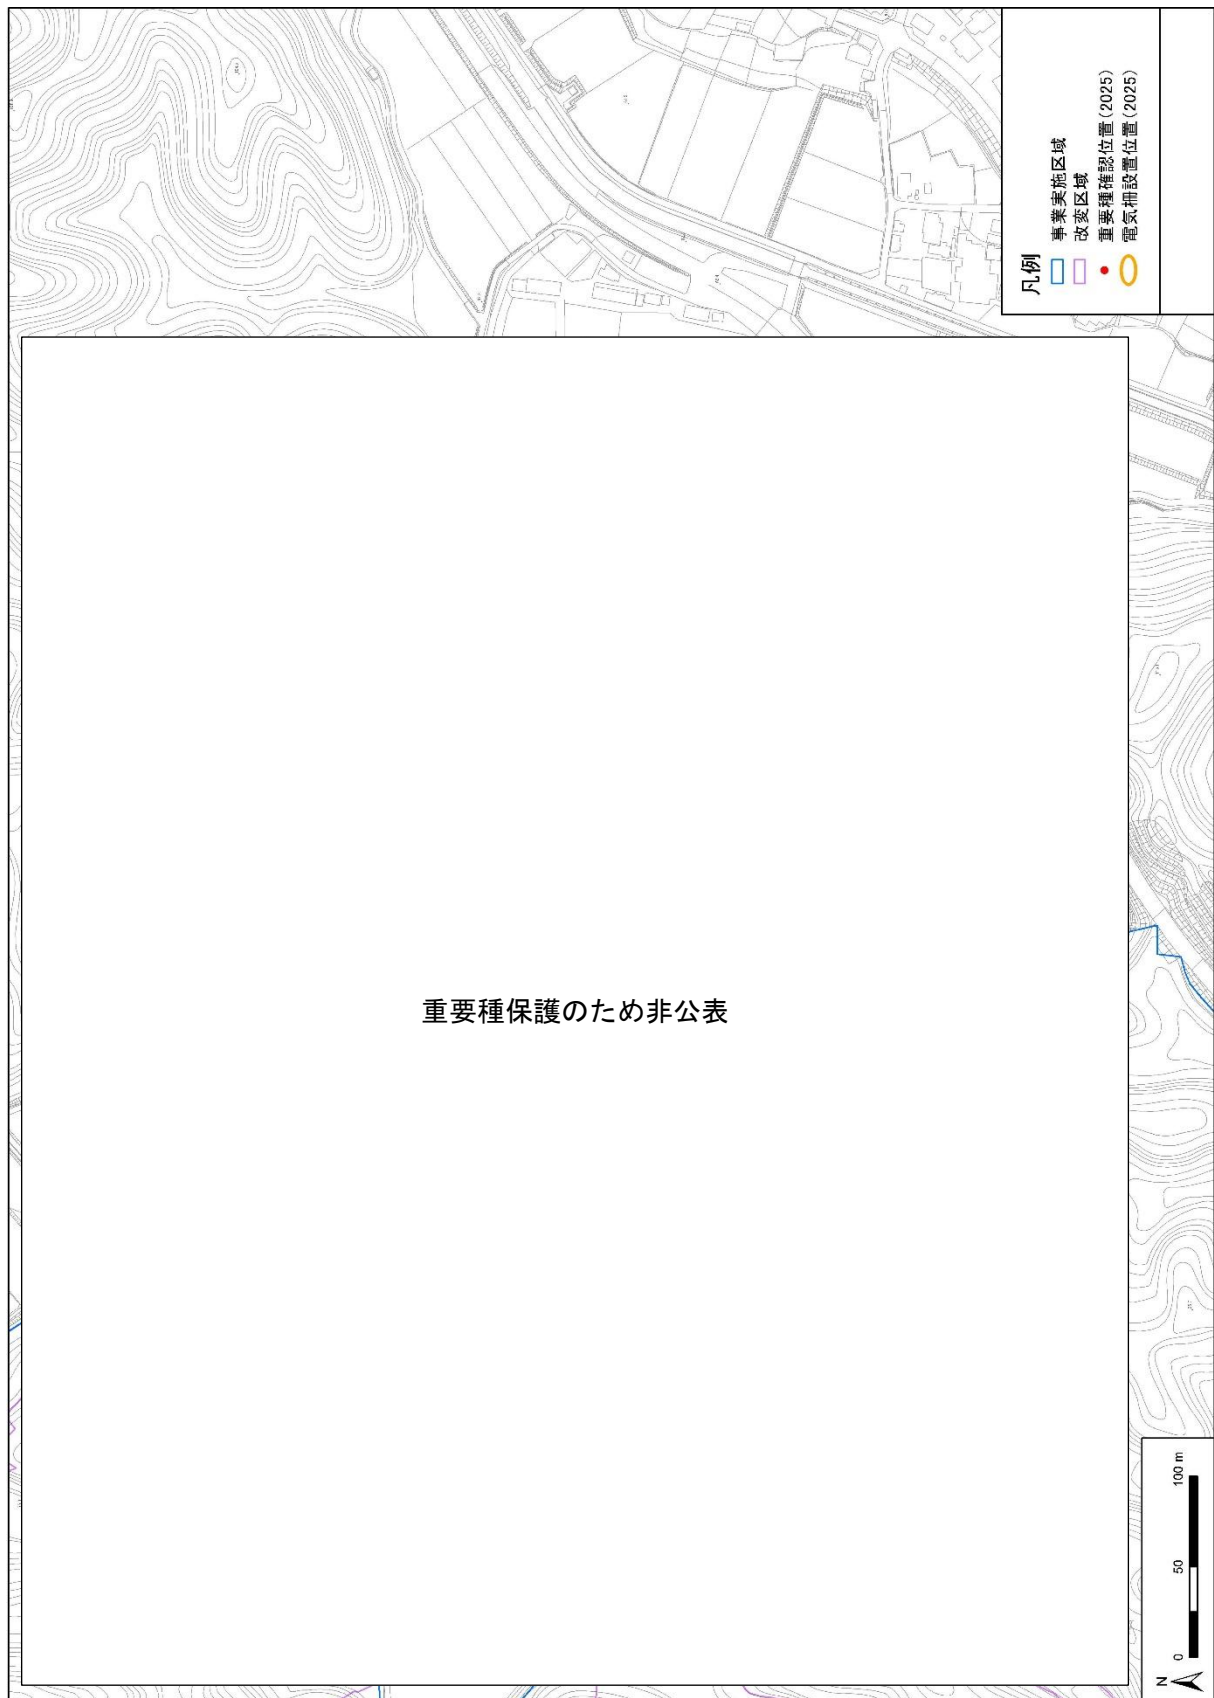 凡例
事業実施区域
改変区域
重要種確認位置(2025)
電気柵設置位置(2025)
重要種保護のため非公表
N
0 50 100 m